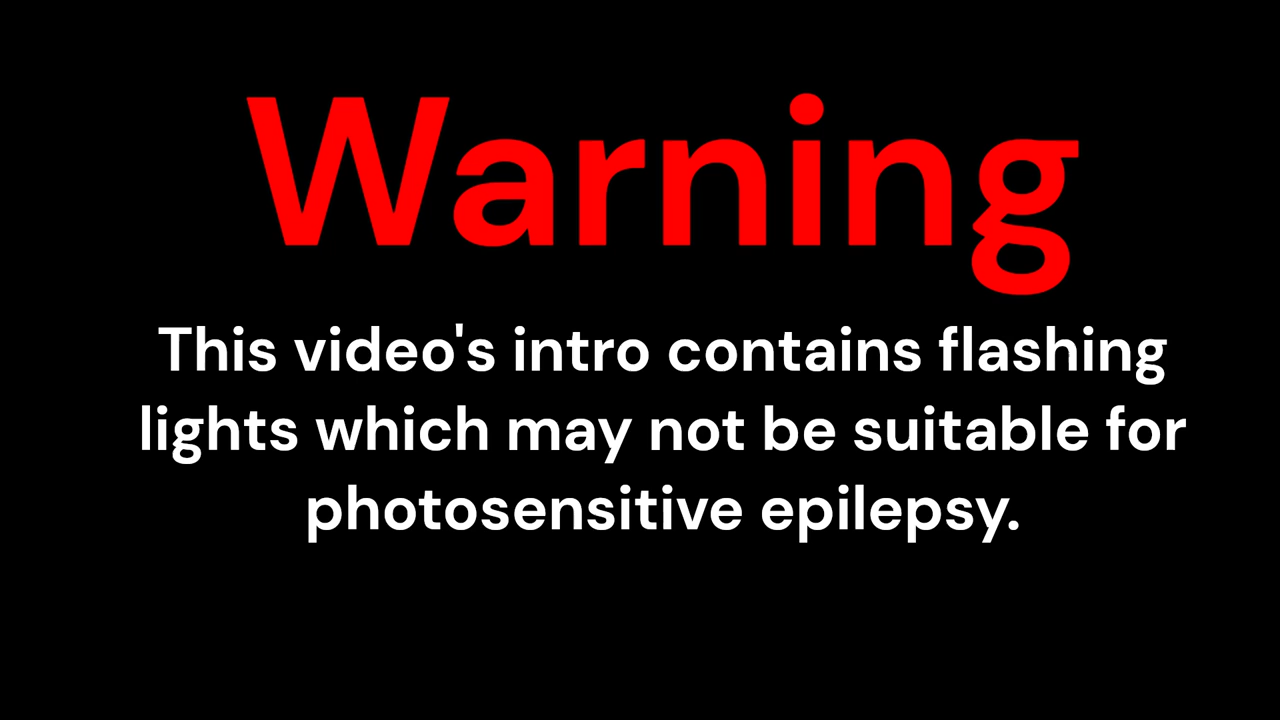 Warning
This video's intro contains flashing
lights which may not be suitable for
photosensitive epilepsy.